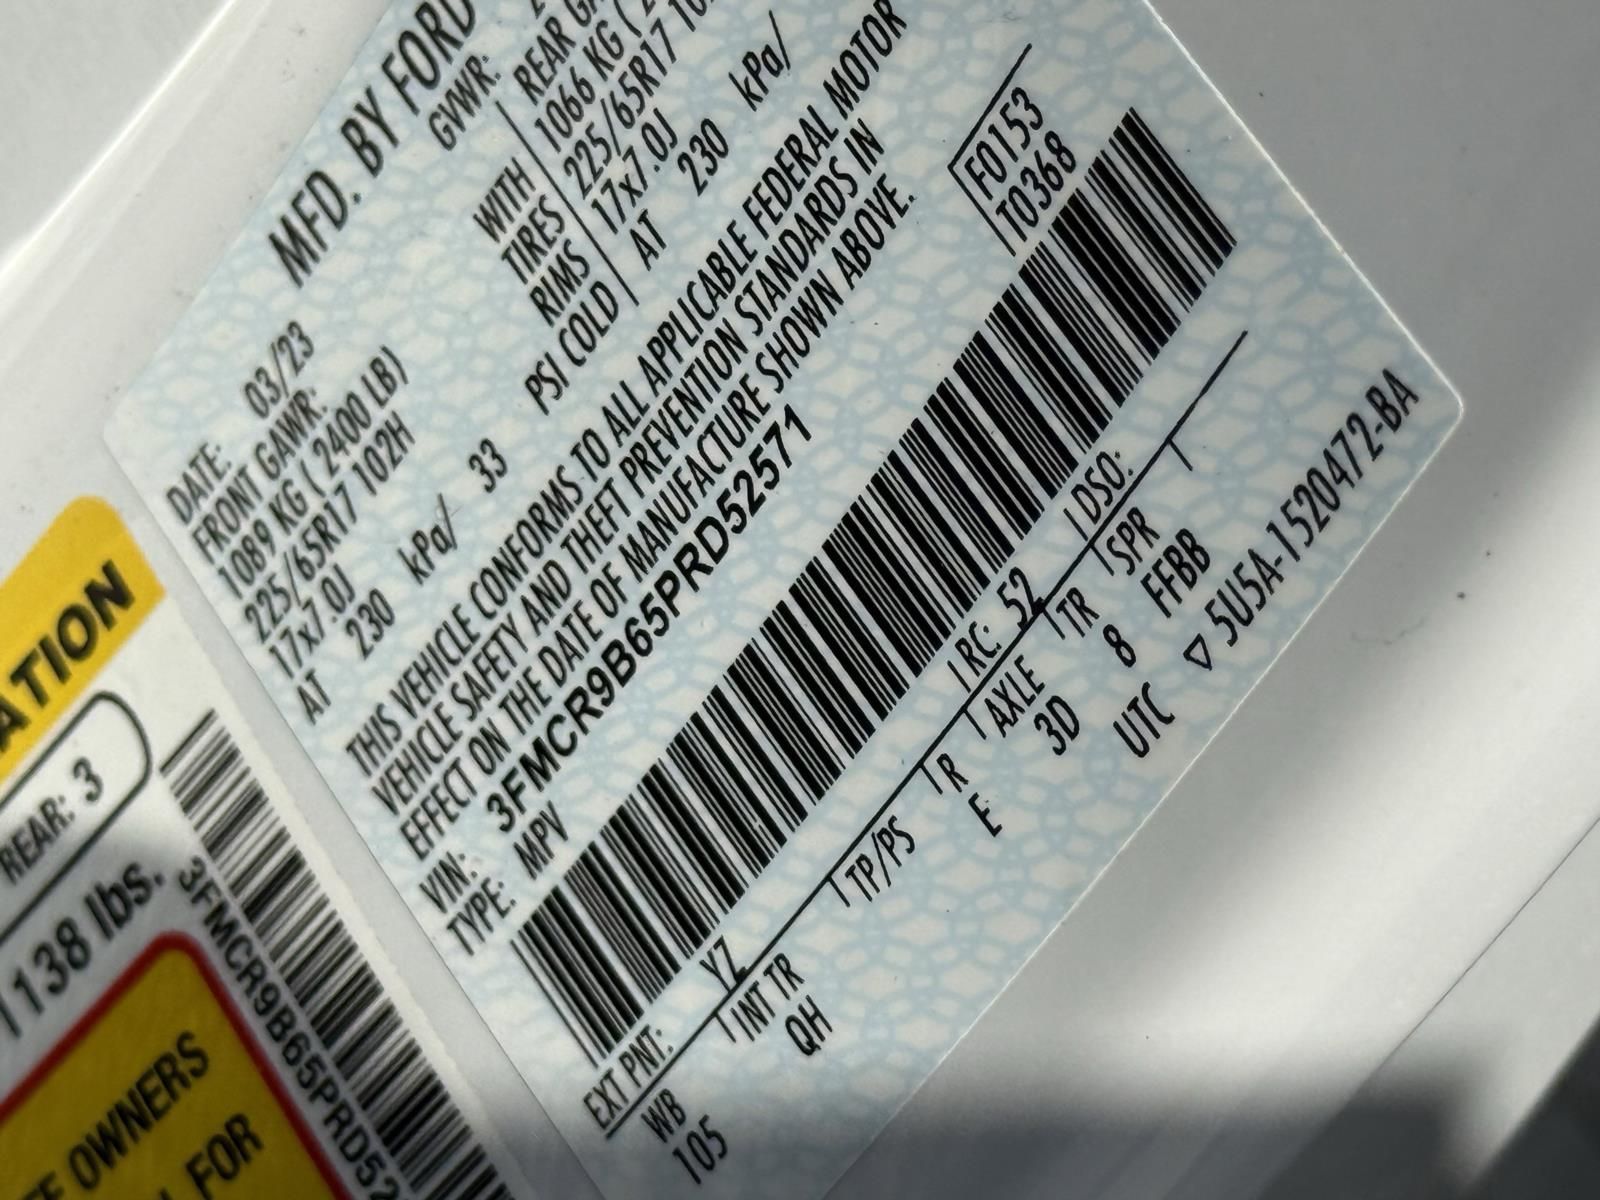 MFD. BY FORD
GVWR:
DATE: 03/23
FRONT GAWR:
1089 KG ( 2400 LB)
225/65R17 102H
17x7.0J
AT 230 kPa/ 33
WITH
TIRES
RIMS
PSI COLD
REAR
1066 KG (
225/65R17
17x7.0J
AT 230 kPa/
THIS VEHICLE CONFORMS TO ALL APPLICABLE FEDERAL MOTOR
VEHICLE SAFETY AND THEFT PREVENTION STANDARDS IN
EFFECT ON THE DATE OF MANUFACTURE SHOWN ABOVE.
VIN: 3FMCR9B65PRD52571
TYPE: MPV
F0153
T0368
EXT PNT: YZ RC: 52 DSO:
WB INT TR TP/PS R AXLE TR SPR T
105 QH E 3D 8 FFBB
UTC
▽ 5U5A-1520472-BA
ATION
REAR: 3
1138 lbs.
3FMCR9B65PRD52
OWNERS
FOR